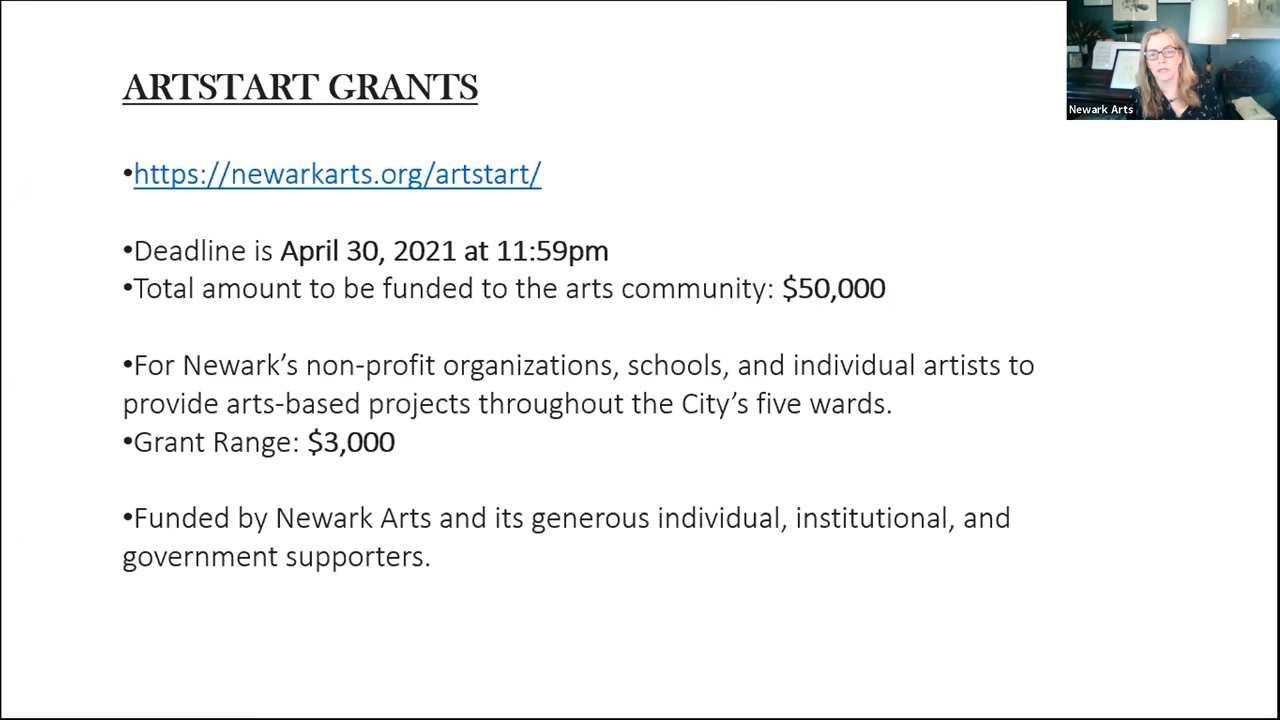 ARTSTART GRANTS
Newark Arts
•https://newarkarts.org/artstart/
•Deadline is April 30, 2021 at 11:59pm
•Total amount to be funded to the arts community: $50,000
•For Newark’s non-profit organizations, schools, and individual artists to
provide arts-based projects throughout the City’s five wards.
•Grant Range: $3,000
•Funded by Newark Arts and its generous individual, institutional, and
government supporters.